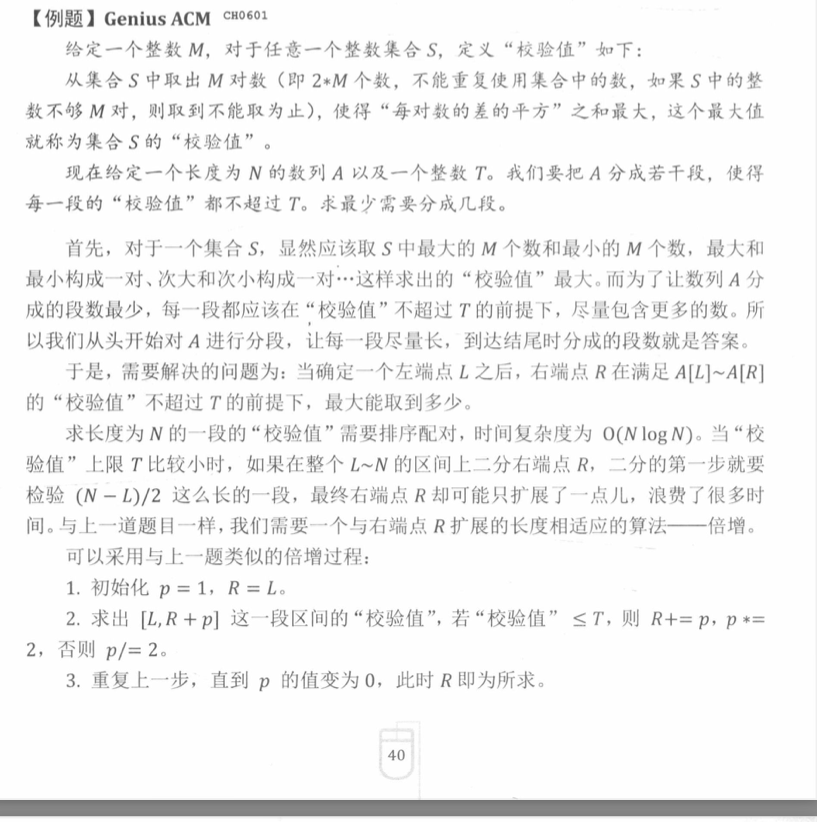 【例题】Genius ACM CH0601
给定一个整数 M，对于任意一个整数集合 S，定义“校验值”如下：
从集合 S 中取出 M 对数（即 2*M 个数，不能重复使用集合中的数，如果 S 中的整
数不够 M 对，则取到不能取为止），使得“每对数的差的平方”之和最大，这个最大值
就称为集合 S 的“校验值”。
现在给定一个长度为 N 的数列 A 以及一个整数 T。我们要把 A 分成若干段，使得
每一段的“校验值”都不超过 T。求最少需要分成几段。
首先，对于一个集合 S，显然应该取 S 中最大的 M 个数和最小的 M 个数，最大和
最小构成一对、次大和次小构成一对…这样求出的“校验值”最大。而为了让数列 A 分
成的段数最少，每一段都应该在“校验值”不超过 T 的前提下，尽量包含更多的数。所
以我们从头开始对 A 进行分段，让每一段尽量长，到达结尾时分成的段数就是答案。
于是，需要解决的问题为：当确定一个左端点 L 之后，右端点 R 在满足 A[L]~A[R]
的“校验值”不超过 T 的前提下，最大能取到多少。
求长度为 N 的一段的“校验值”需要排序配对，时间复杂度为 O(N log N)。当“校
验值”上限 T 比较小时，如果在整个 L~N 的区间上二分右端点 R，二分的第一步就要
检验 (N − L)/2 这么长的一段，最终右端点 R 却可能只扩展了一点儿，浪费了很多时
间。与上一道题目一样，我们需要一个与右端点 R 扩展的长度相适应的算法——倍增。
可以采用与上一题类似的倍增过程：
1. 初始化 p = 1，R = L。
2. 求出 [L, R + p] 这一段区间的“校验值”，若“校验值” ≤ T，则 R+= p，p *=
2，否则 p/= 2。
3. 重复上一步，直到 p 的值变为 0，此时 R 即为所求。
40